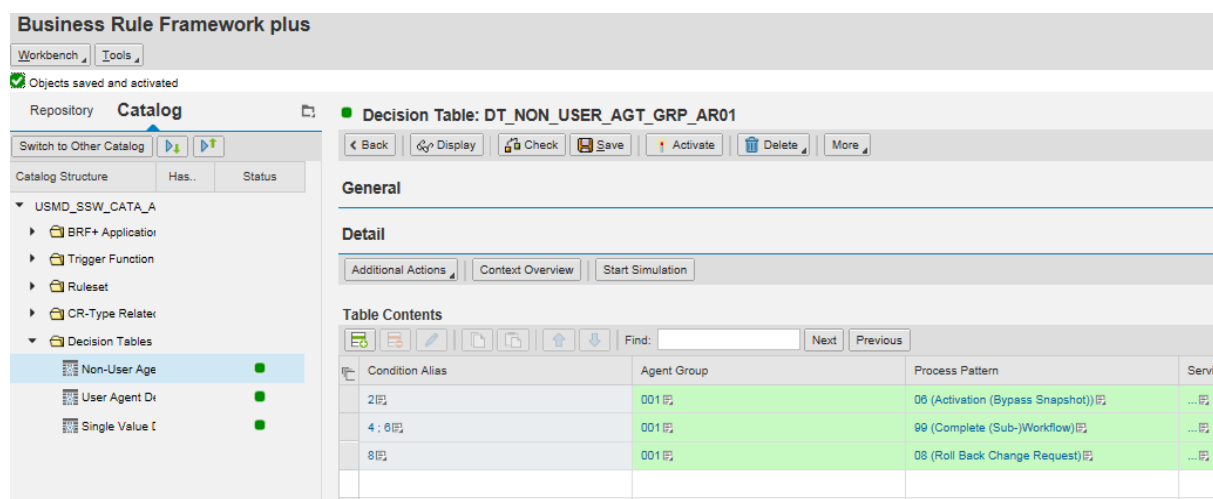 Business Rule Framework plus
Workbench Tools
Objects saved and activated
Repository Catalog
Switch to Other Catalog
Catalog Structure Has.. Status
USMD_SSW_CATA_A
BRF+ Application
Trigger Function
Ruleset
CR-Type Related
Decision Tables
Non-User Age
User Agent De
Single Value D
Decision Table: DT_NON_USER_AGT_GRP_AR01
Back Display Check Save Activate Delete More
General
Detail
Additional Actions Context Overview Start Simulation
Table Contents
Find: Next Previous
Condition Alias Agent Group Process Pattern Servi
2 001 06 (Activation (Bypass Snapshot)) ...
4 ; 6 001 99 (Complete (Sub-)Workflow) ...
8 001 08 (Roll Back Change Request) ...